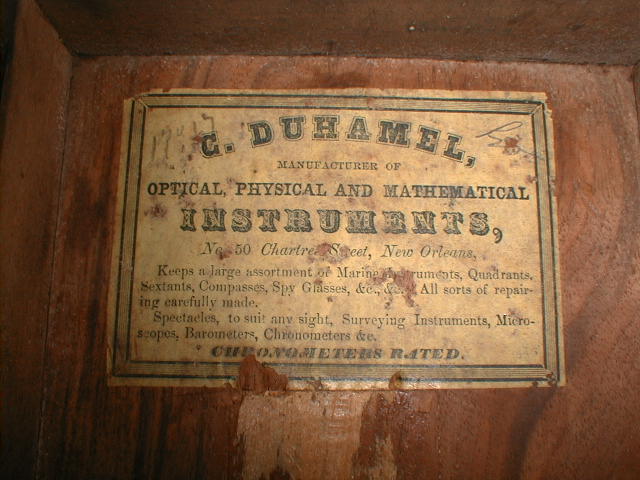 C. DUHAMEL,
MANUFACTURER OF
OPTICAL, PHYSICAL AND MATHEMATICAL
INSTRUMENTS,
No. 50 Chartres Street, New Orleans.
Keeps a large assortment of Marine Instruments, Quadrants,
Sextants, Compasses, Spy Glasses, &c., &c. All sorts of repair-
ing carefully made.
Spectacles, to suit any sight, Surveying Instruments, Micro-
scopes, Barometers, Chronometers &c.
CHRONOMETERS RATED.